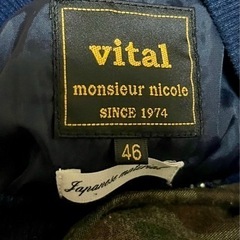 vital
monsieur nicole
SINCE 1974
46
Japanese material